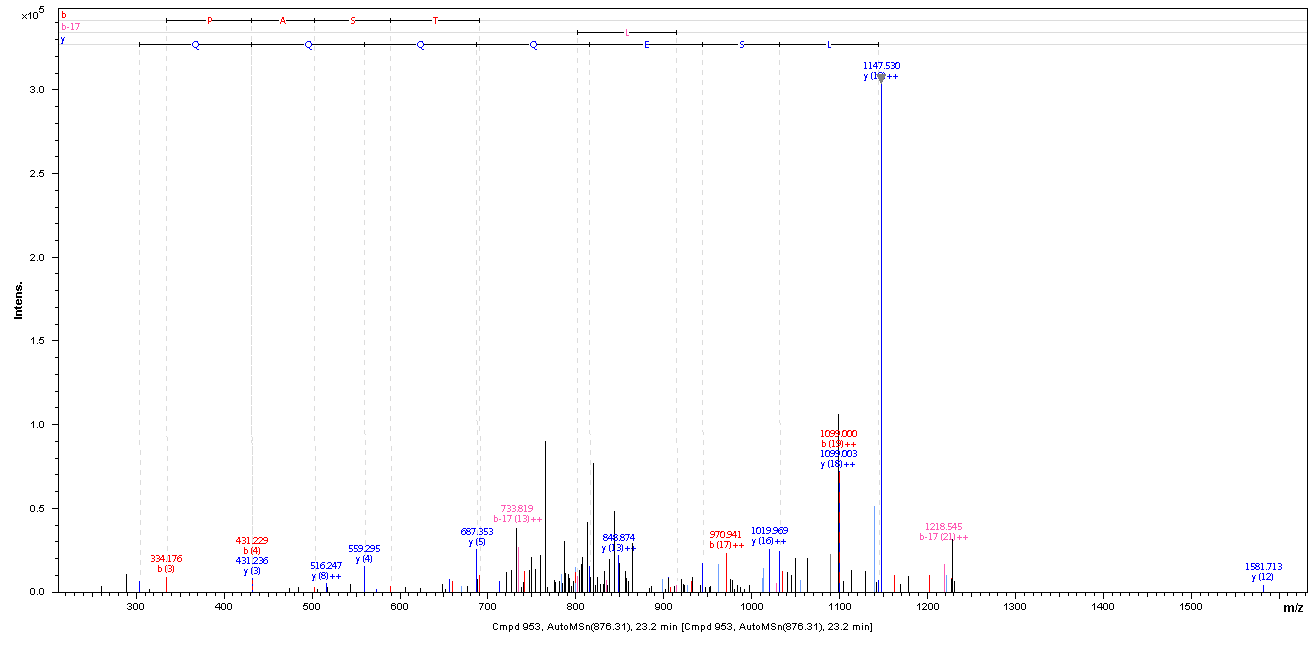 ×10⁵
b
P A S T
b-17
L
y
Q Q Q Q E S L
1147.530
y (19)++
3.0
2.5
2.0
1.5
1.0
0.5
0.0
Intens.
1099.000
b (19)++
1099.003
y (18)++
733.819
b-17 (13)++
687.353
y (5)
848.874
y (13)++
970.941
b (17)++
1019.969
y (16)++
1218.545
b-17 (21)++
334.176
b (3)
431.229
b (4)
431.236
y (3)
516.247
y (8)++
559.295
y (4)
1581.713
y (12)
300 400 500 600 700 800 900 1000 1100 1200 1300 1400 1500 m/z
Cmpd 953, AutoMSn(876.31), 23.2 min [Cmpd 953, AutoMSn(876.31), 23.2 min]